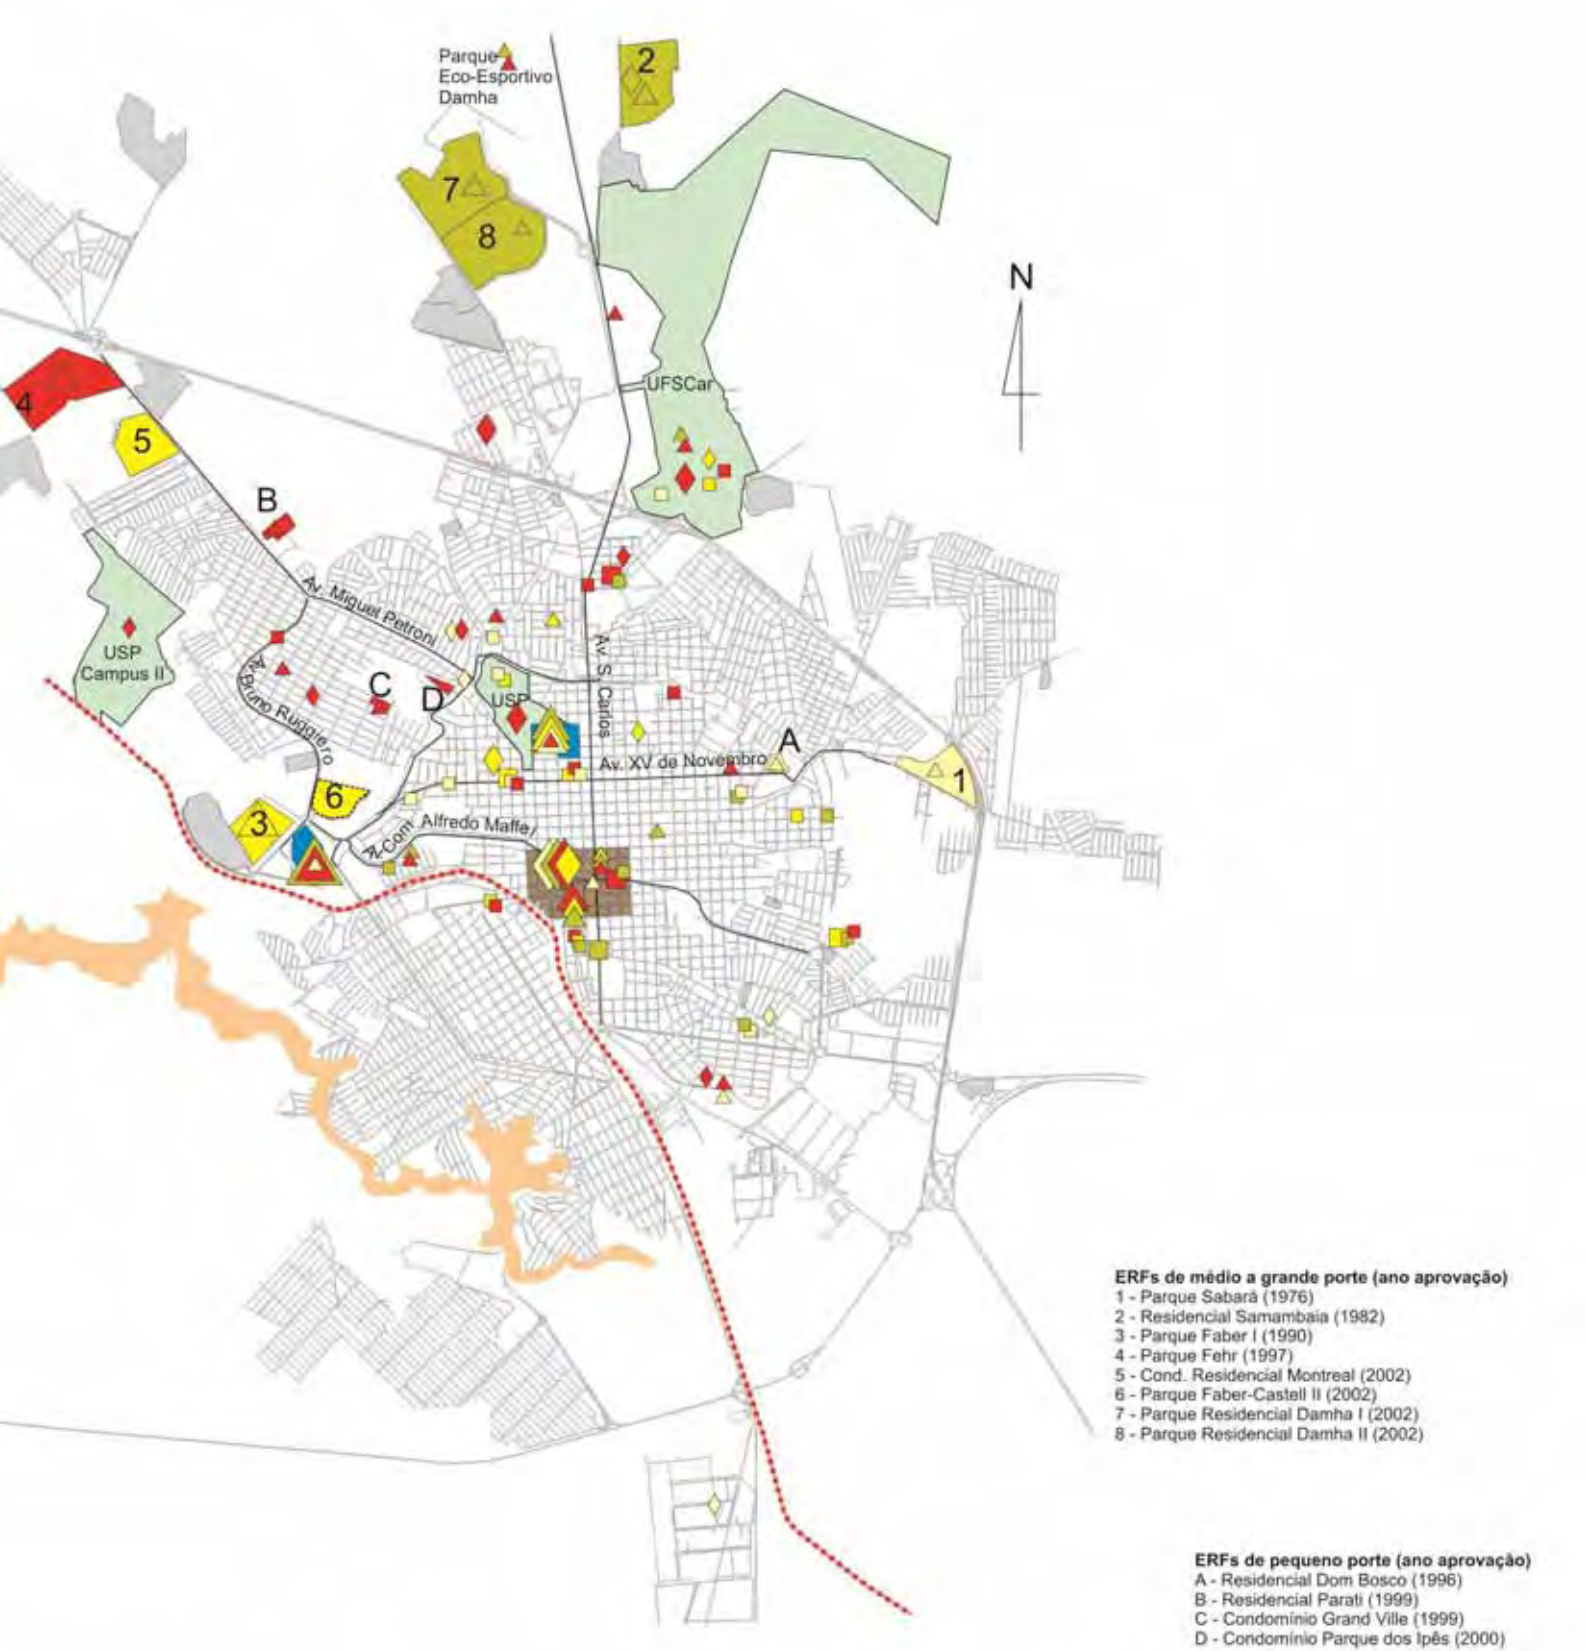 Parque
Eco-Esportivo
Damha
2
7
8
N
UFSCar
4
5
B
Av. Miguel Petroni
USP
Campus II
Av. Bruno Ruggiero
C
D
USP
Av. S. Carlos
A
Av. XV de Novembro
1
6
3
Av. Com. Alfredo Maffei
ERFs de médio a grande porte (ano aprovação)
1 - Parque Sabará (1976)
2 - Residencial Samambaia (1982)
3 - Parque Faber I (1990)
4 - Parque Fehr (1997)
5 - Cond. Residencial Montreal (2002)
6 - Parque Faber-Castell II (2002)
7 - Parque Residencial Damha I (2002)
8 - Parque Residencial Damha II (2002)
ERFs de pequeno porte (ano aprovação)
A - Residencial Dom Bosco (1996)
B - Residencial Parati (1999)
C - Condomínio Grand Ville (1999)
D - Condomínio Parque dos Ipês (2000)